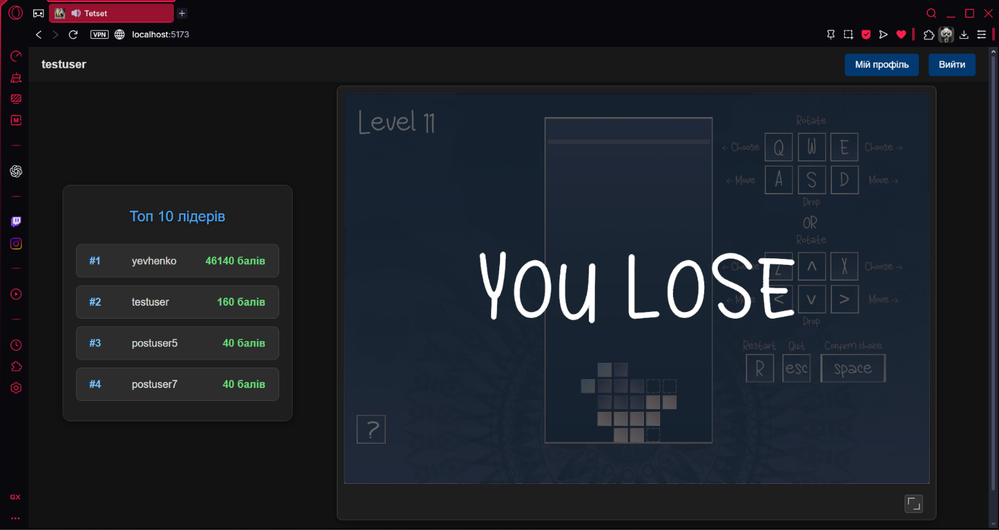 Tetset
VPN localhost:5173
M
GX
testuser
Мій профіль Вийти
Топ 10 лідерів
#1 yevhenko 46140 балів
#2 testuser 160 балів
#3 postuser5 40 балів
#4 postuser7 40 балів
Level 11
YOU LOSE
?
Rotate
<- Choose Q W E Choose ->
<- Move A S D Move ->
Drop
OR
Rotate
Z ^ X Choose ->
< v > Move ->
Drop
Restart Quit Confirm choice
R esc space